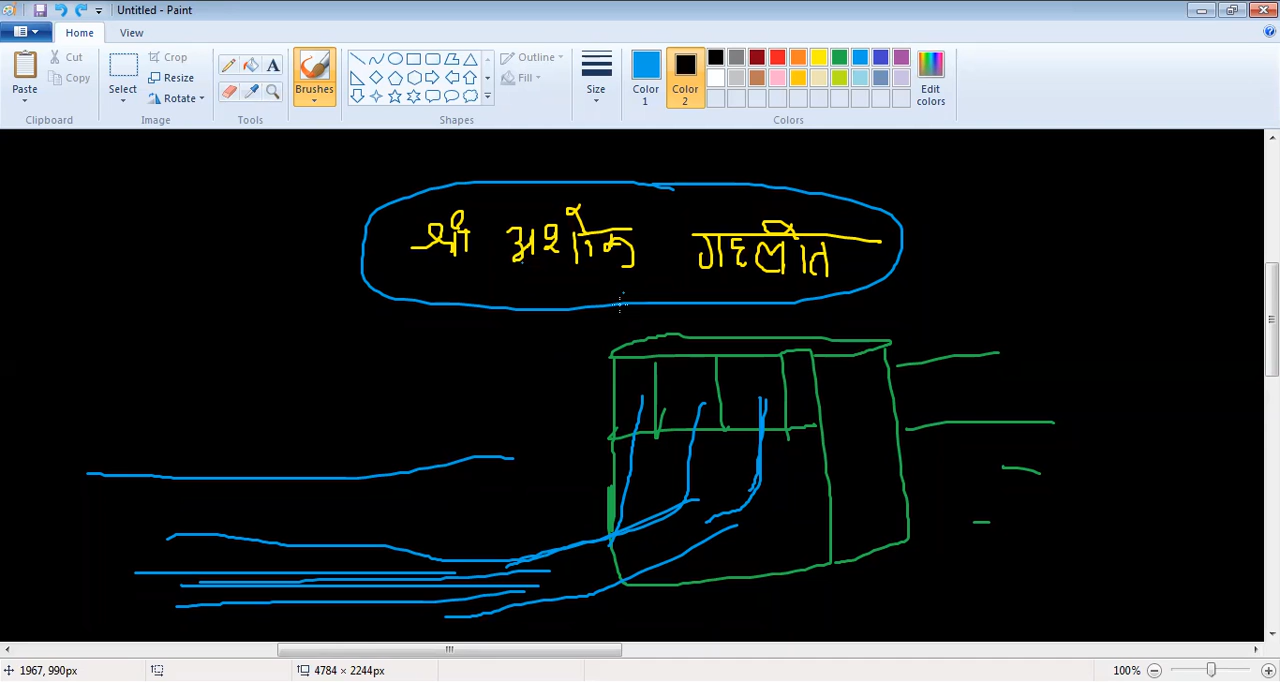 Untitled - Paint
Home View
Cut
Copy
Paste
Clipboard
Select
Crop
Resize
Rotate
Image
A
Tools
Brushes
Outline
Fill
Shapes
Size
Color 1
Color 2
Edit colors
Colors
श्री अशोक गहलोत
1967, 990px
4784 × 2244px
100%